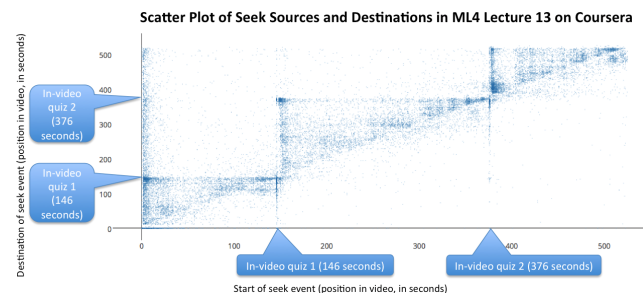 Scatter Plot of Seek Sources and Destinations in ML4 Lecture 13 on Coursera
Destination of seek event (position in video, in seconds)
500
400
300
200
100
0
In-video
quiz 2
(376
seconds)
In-video
quiz 1
(146
seconds)
0
100
200
300
400
500
In-video quiz 1 (146 seconds)
In-video quiz 2 (376 seconds)
Start of seek event (position in video, in seconds)